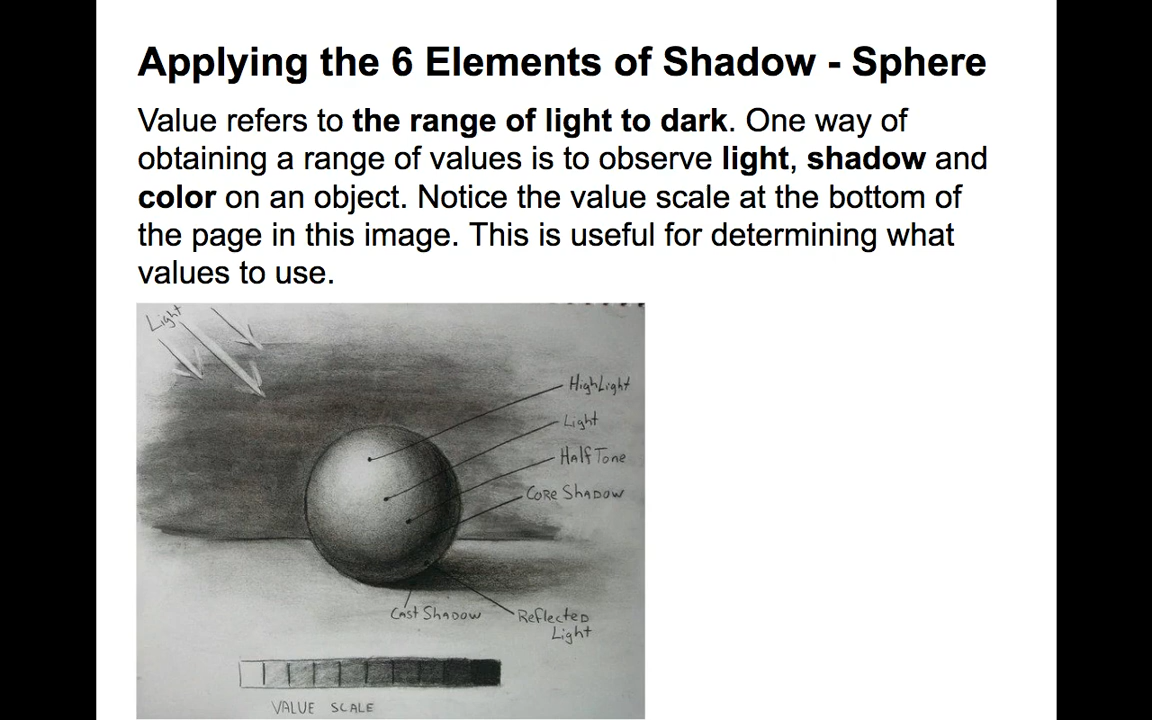 Applying the 6 Elements of Shadow - Sphere
Value refers to the range of light to dark. One way of
obtaining a range of values is to observe light, shadow and
color on an object. Notice the value scale at the bottom of
the page in this image. This is useful for determining what
values to use.
Light
HighLight
Light
Half Tone
Core Shadow
Cast Shadow
Reflected
Light
VALUE SCALE